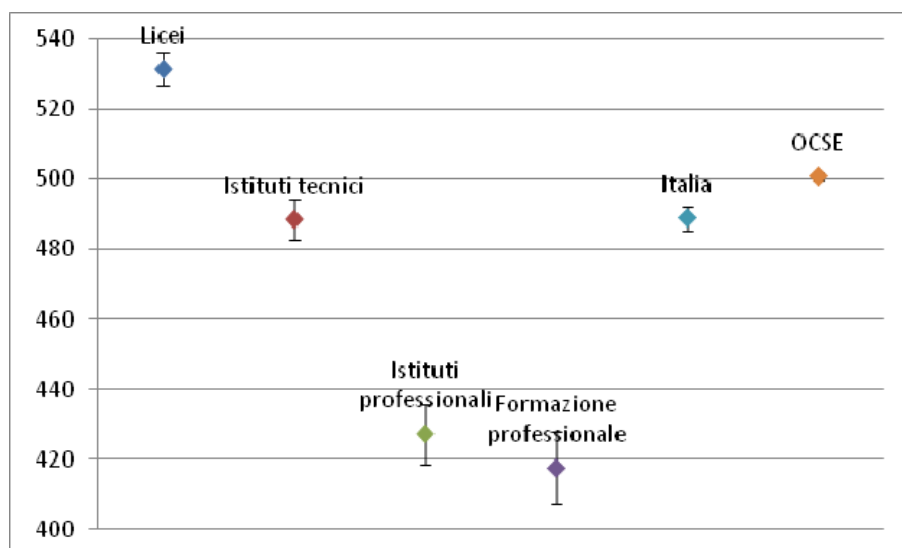 540
Licei
520
OCSE
500
Istituti tecnici
Italia
480
460
440
Istituti
professionali
Formazione
professionale
420
400